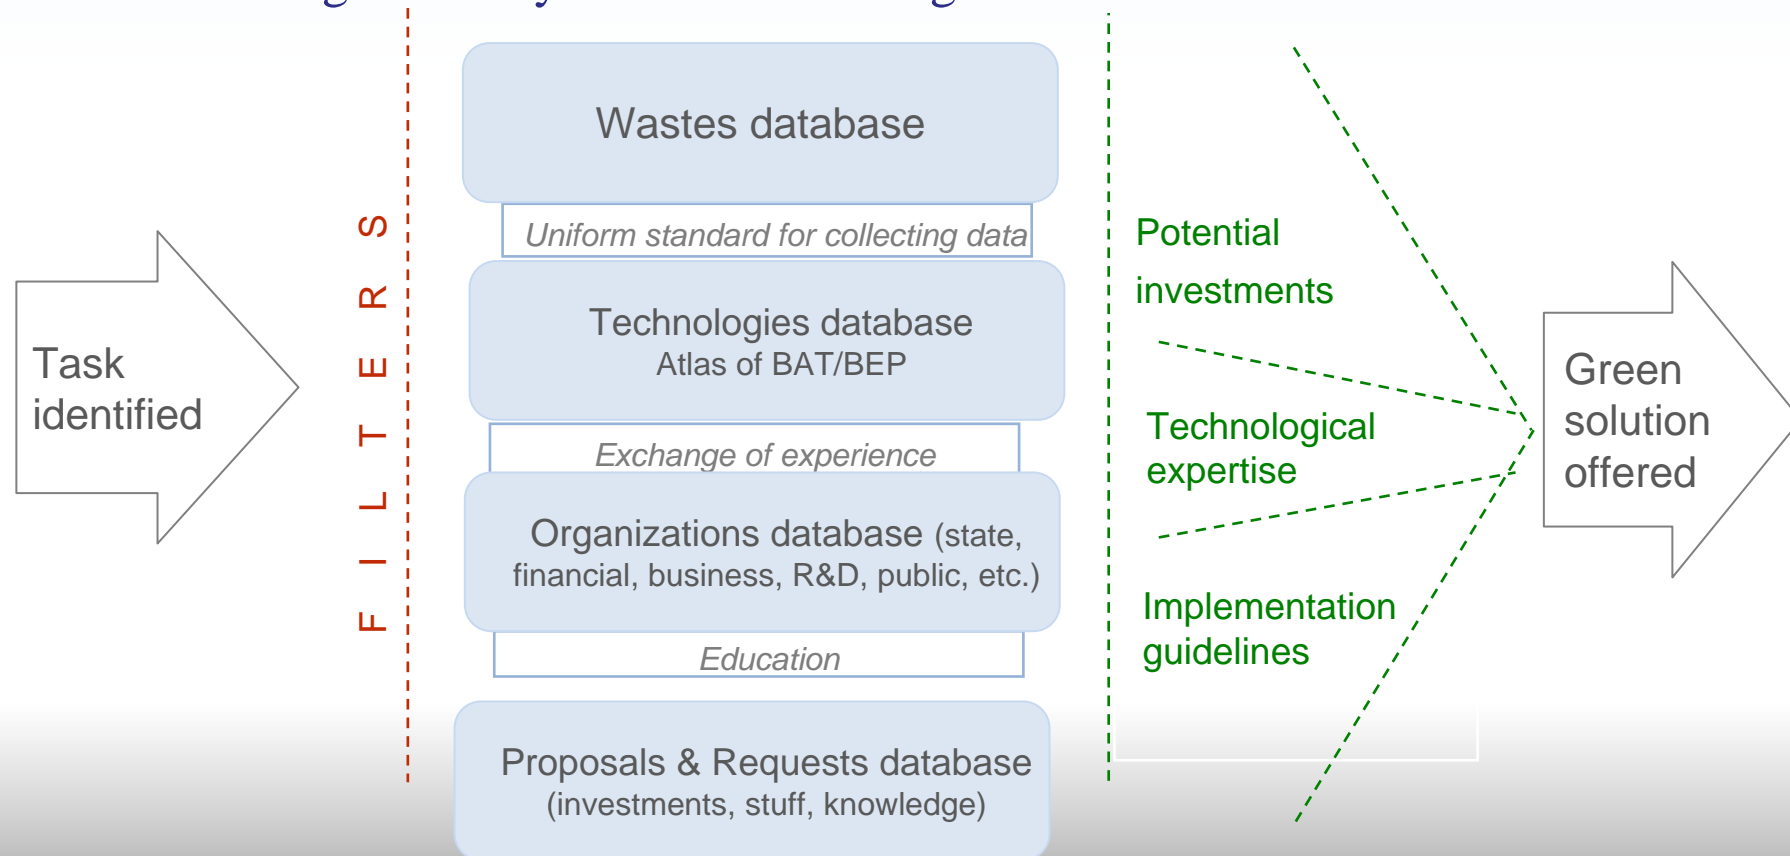 Task
identified
FILTERS
Wastes database
Uniform standard for collecting data
Technologies database
Atlas of BAT/BEP
Exchange of experience
Organizations database (state,
financial, business, R&D, public, etc.)
Education
Proposals & Requests database
(investments, stuff, knowledge)
Potential
investments
Technological
expertise
Implementation
guidelines
Green
solution
offered